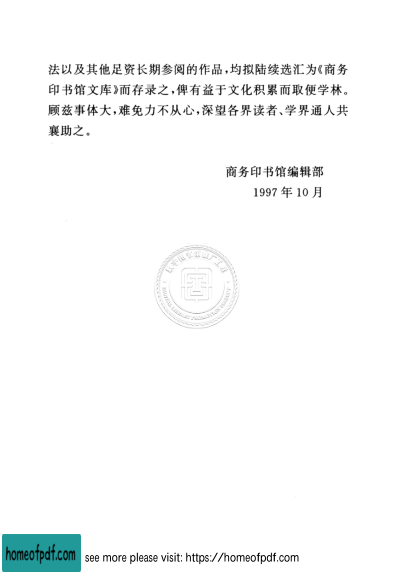 法以及其他足资长期参阅的作品，均拟陆续选汇为《商务
印书馆文库》而存录之，俾有益于文化积累而取便学林。
顾兹事体大，难免力不从心，深望各界读者、学界通人共
襄助之。
商务印书馆编辑部
1997 年 10 月
homeofpdf.com
see more please visit: https://homeofpdf.com